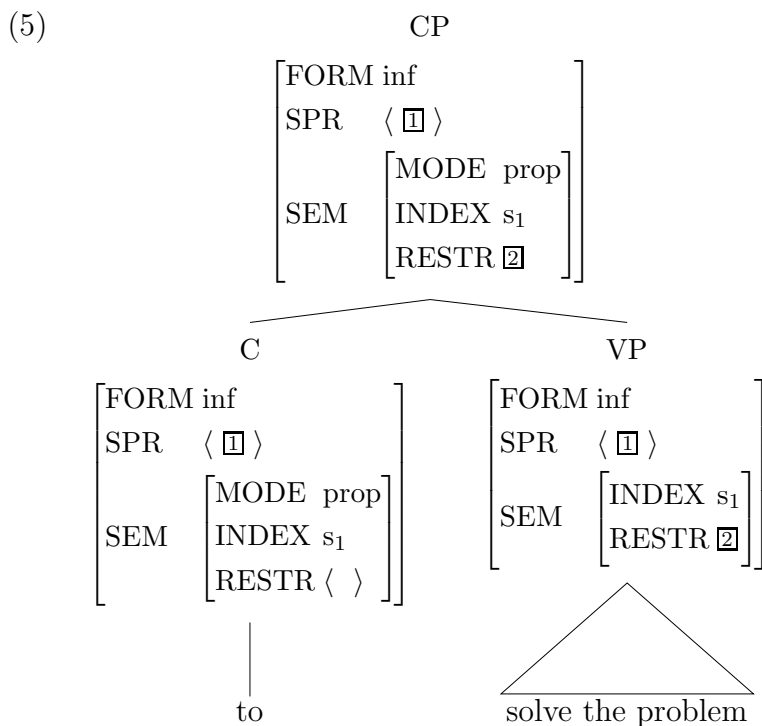 (5) CP
FORM inf
SPR ⟨ 1 ⟩
MODE prop
SEM INDEX s₁
RESTR 2
C VP
FORM inf FORM inf
SPR ⟨ 1 ⟩ SPR ⟨ 1 ⟩
MODE prop INDEX s₁
SEM INDEX s₁ SEM
RESTR ⟨ ⟩ RESTR 2
to solve the problem